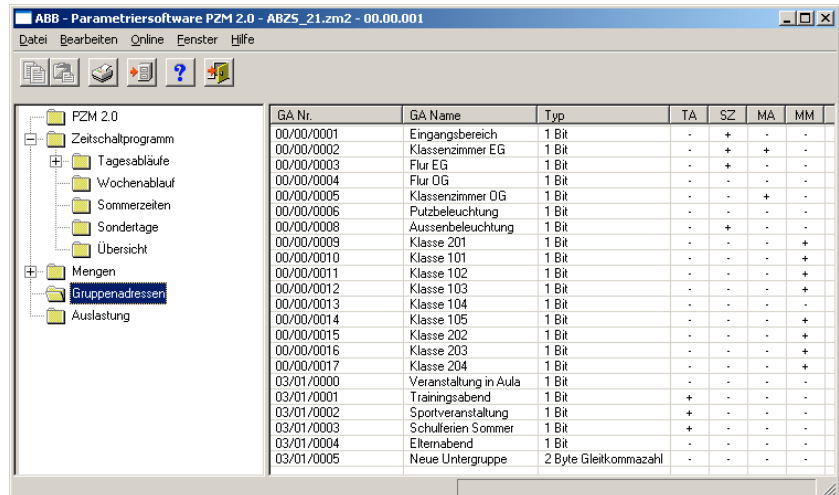 ABB - Parametriersoftware PZM 2.0 - ABZS_21.zm2 - 00.00.001
Datei Bearbeiten Online Fenster Hilfe
PZM 2.0
Zeitschaltprogramm
Tagesabläufe
Wochenablauf
Sommerzeiten
Sondertage
Übersicht
Mengen
Gruppenadressen
Auslastung
GA Nr. GA Name Typ TA SZ MA MM
00/00/0001 Eingangsbereich 1 Bit - + - -
00/00/0002 Klassenzimmer EG 1 Bit - + + -
00/00/0003 Flur EG 1 Bit - + - -
00/00/0004 Flur OG 1 Bit - - - -
00/00/0005 Klassenzimmer OG 1 Bit - - + -
00/00/0006 Putzbeleuchtung 1 Bit - - - -
00/00/0008 Aussenbeleuchtung 1 Bit - + - -
00/00/0009 Klasse 201 1 Bit - - - +
00/00/0010 Klasse 101 1 Bit - - - +
00/00/0011 Klasse 102 1 Bit - - - +
00/00/0012 Klasse 103 1 Bit - - - +
00/00/0013 Klasse 104 1 Bit - - - -
00/00/0014 Klasse 105 1 Bit - - - +
00/00/0015 Klasse 202 1 Bit - - - +
00/00/0016 Klasse 203 1 Bit - - - +
00/00/0017 Klasse 204 1 Bit - - - +
03/01/0000 Veranstaltung in Aula 1 Bit - - - -
03/01/0001 Trainingsabend 1 Bit + - - -
03/01/0002 Sportveranstaltung 1 Bit + - - -
03/01/0003 Schulferien Sommer 1 Bit + - - -
03/01/0004 Elternabend 1 Bit - - - -
03/01/0005 Neue Untergruppe 2 Byte Gleitkommazahl - - - -